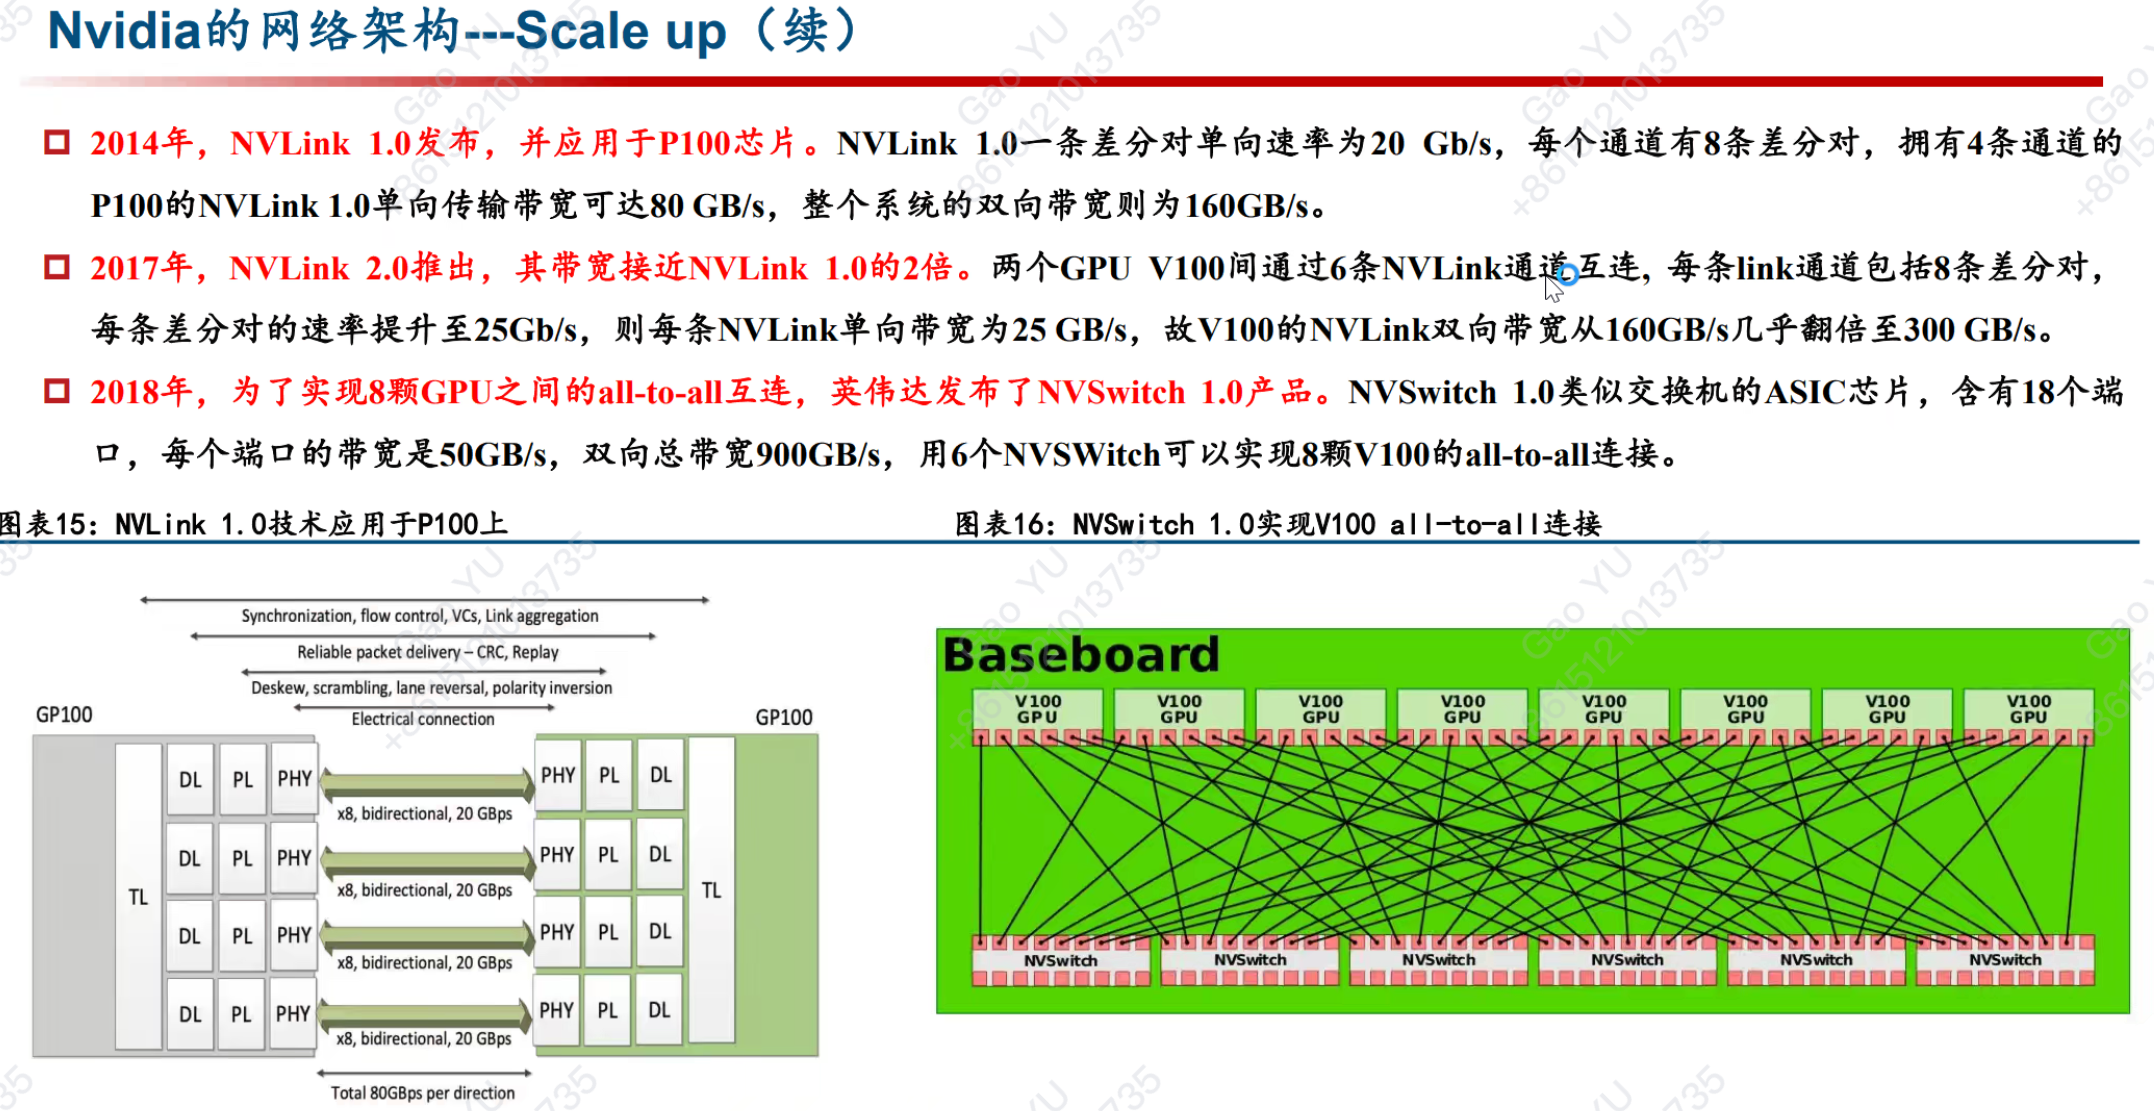 Nvidia的网络架构---Scale up（续）
2014年，NVLink 1.0发布，并应用于P100芯片。NVLink 1.0一条差分对单向速率为20 Gb/s，每个通道有8条差分对，拥有4条通道的
P100的NVLink 1.0单向传输带宽可达80 GB/s，整个系统的双向带宽则为160GB/s。
2017年，NVLink 2.0推出，其带宽接近NVLink 1.0的2倍。两个GPU V100间通过6条NVLink通道互连, 每条link通道包括8条差分对，
每条差分对的速率提升至25Gb/s，则每条NVLink单向带宽为25 GB/s，故V100的NVLink双向带宽从160GB/s几乎翻倍至300 GB/s。
2018年，为了实现8颗GPU之间的all-to-all互连，英伟达发布了NVSwitch 1.0产品。NVSwitch 1.0类似交换机的ASIC芯片，含有18个端
口，每个端口的带宽是50GB/s，双向总带宽900GB/s，用6个NVSWitch可以实现8颗V100的all-to-all连接。
图表15：NVLink 1.0技术应用于P100上
图表16：NVSwitch 1.0实现V100 all-to-all连接
Synchronization, flow control, VCs, Link aggregation
Reliable packet delivery – CRC, Replay
Deskew, scrambling, lane reversal, polarity inversion
Electrical connection
GP100
GP100
TL
DL PL PHY
x8, bidirectional, 20 GBps
PHY PL DL
DL PL PHY
x8, bidirectional, 20 GBps
PHY PL DL
DL PL PHY
x8, bidirectional, 20 GBps
PHY PL DL
DL PL PHY
x8, bidirectional, 20 GBps
PHY PL DL
TL
Total 80GBps per direction
Baseboard
V100 GPU
V100 GPU
V100 GPU
V100 GPU
V100 GPU
V100 GPU
V100 GPU
V100 GPU
NVSwitch
NVSwitch
NVSwitch
NVSwitch
NVSwitch
NVSwitch
Gao YU
+8615121013735